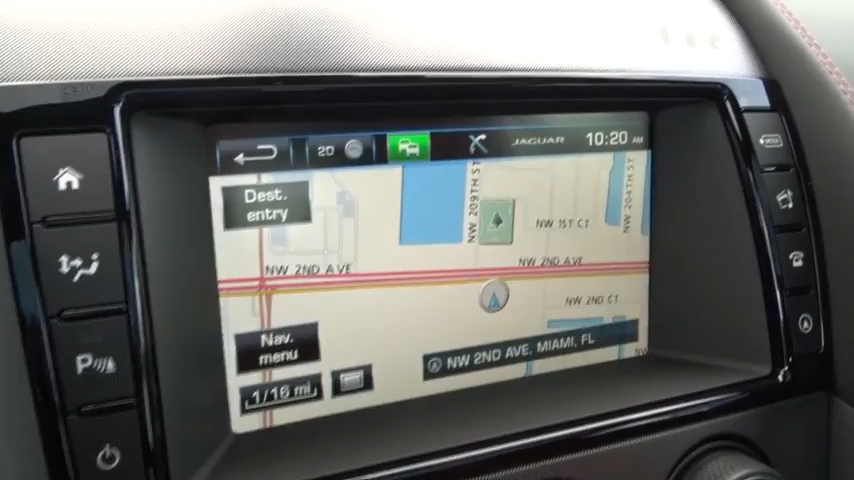 2D
JAGUAR
10:20 AM
Dest.
entry
NW 209TH ST
NW 204TH ST
NW 1ST CT
NW 2ND AVE
NW 2ND AVE
NW 2ND CT
Nav.
menu
NW 2ND AVE, MIAMI, FL
1/16 mi
P
MENU